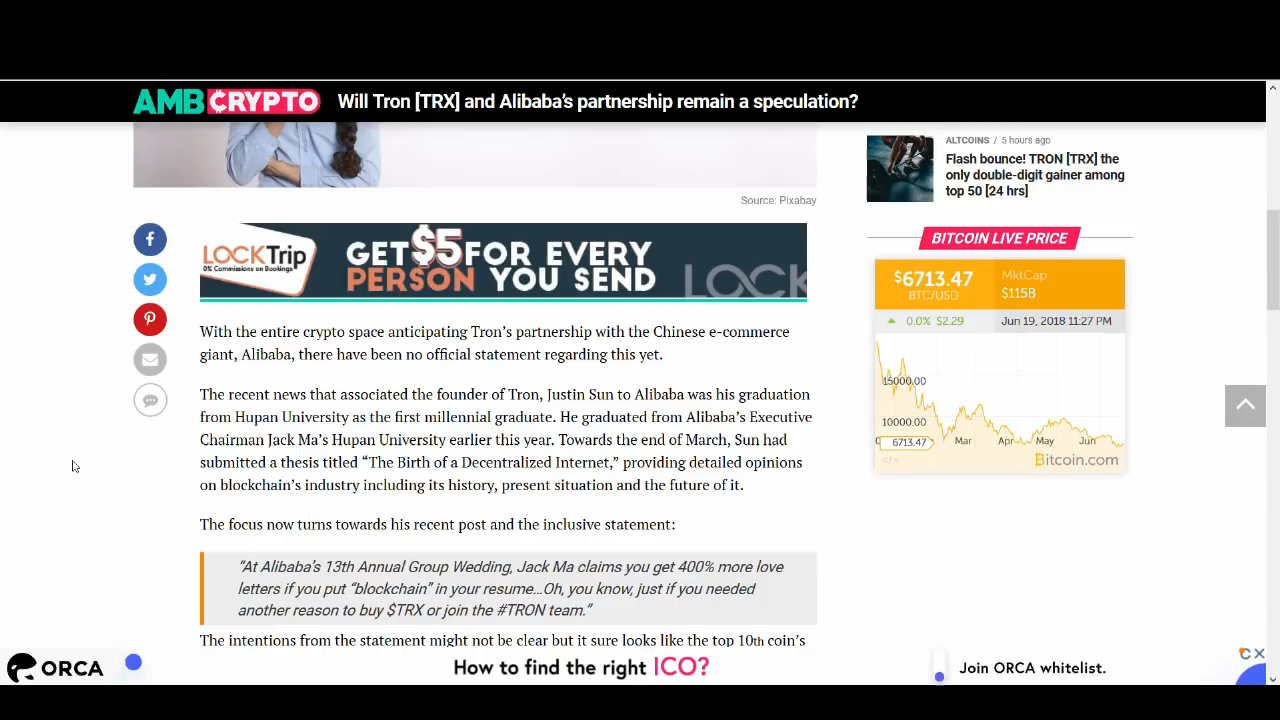 AMBCRYPTO
Will Tron [TRX] and Alibaba's partnership remain a speculation?
Source: Pixabay
LOCKTrip
0% Commissions on Bookings
GET $5 FOR EVERY
PERSON YOU SEND
LOCK
With the entire crypto space anticipating Tron's partnership with the Chinese e-commerce
giant, Alibaba, there have been no official statement regarding this yet.
The recent news that associated the founder of Tron, Justin Sun to Alibaba was his graduation
from Hupan University as the first millennial graduate. He graduated from Alibaba's Executive
Chairman Jack Ma's Hupan University earlier this year. Towards the end of March, Sun had
submitted a thesis titled “The Birth of a Decentralized Internet,” providing detailed opinions
on blockchain's industry including its history, present situation and the future of it.
The focus now turns towards his recent post and the inclusive statement:
“At Alibaba's 13th Annual Group Wedding, Jack Ma claims you get 400% more love
letters if you put “blockchain” in your resume…Oh, you know, just if you needed
another reason to buy $TRX or join the #TRON team.”
The intentions from the statement might not be clear but it sure looks like the top 10th coin's
ALTCOINS / 5 hours ago
Flash bounce! TRON [TRX] the
only double-digit gainer among
top 50 [24 hrs]
BITCOIN LIVE PRICE
$6713.47
BTC/USD
MktCap
$115B
0.0% $2.29
Jun 19, 2018 11:27 PM
15000.00
10000.00
6713.47
Mar Apr May Jun
</>
Bitcoin.com
ORCA
How to find the right ICO?
Join ORCA whitelist.